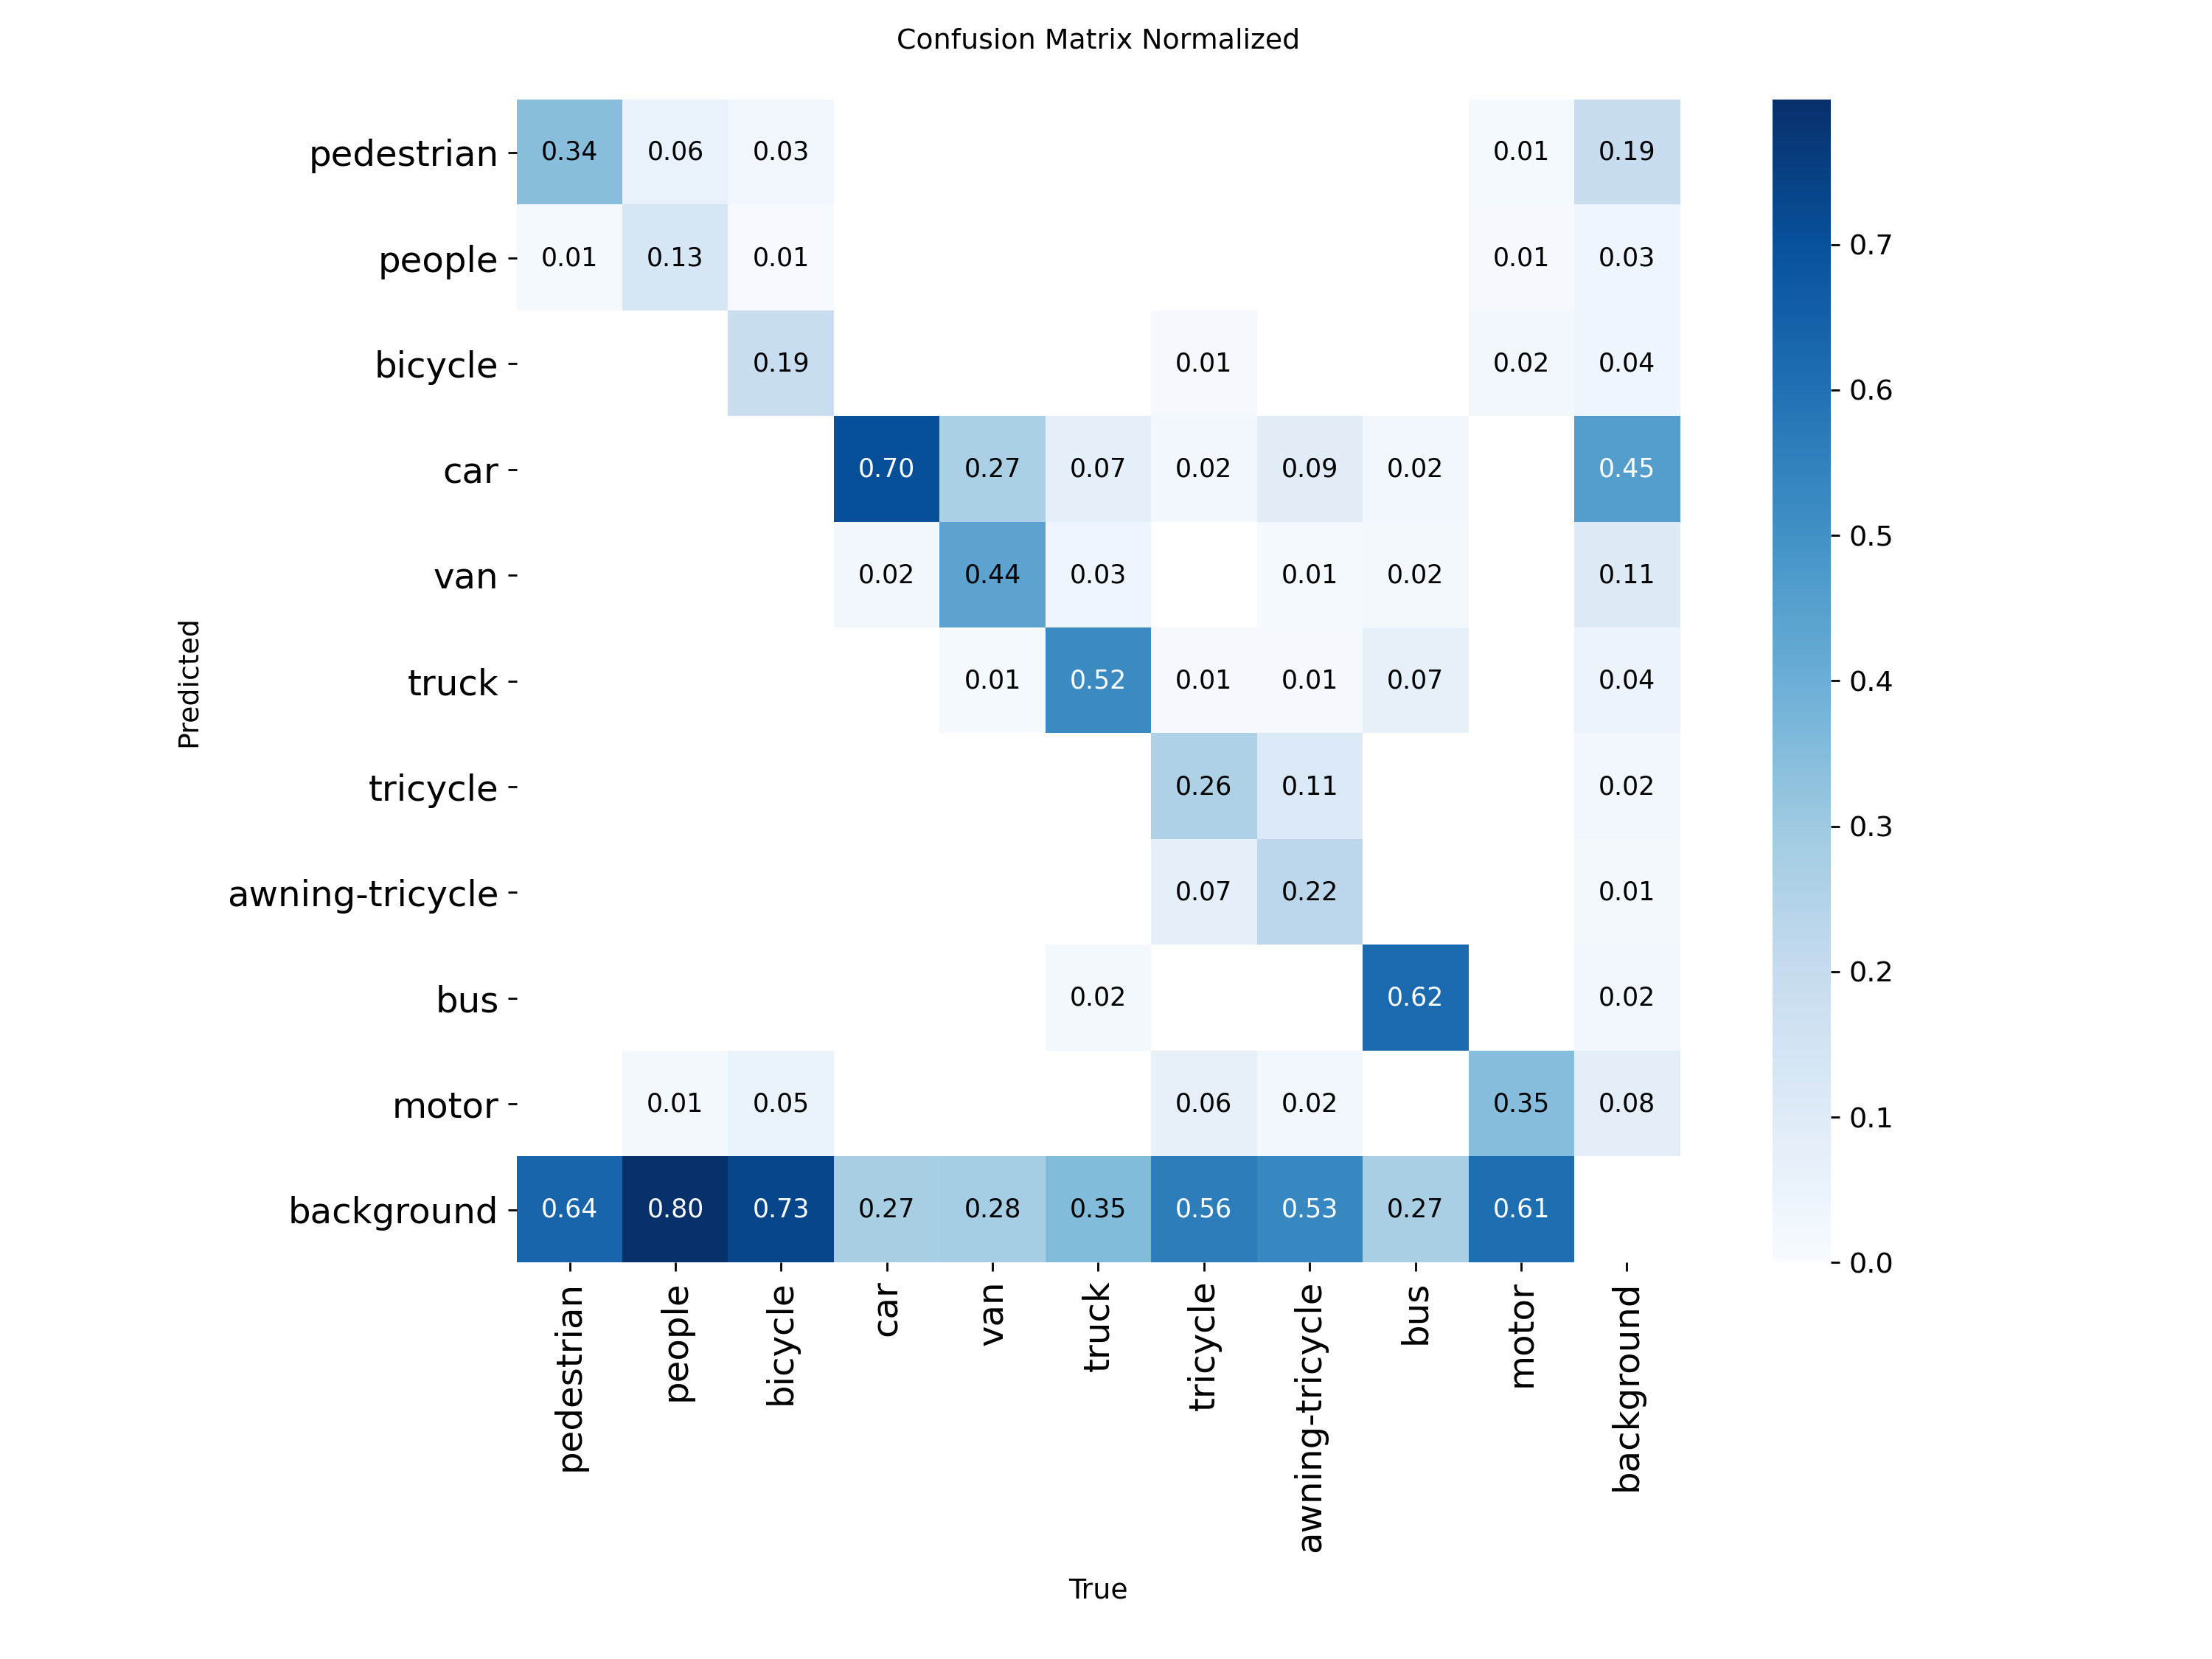 Confusion Matrix Normalized
pedestrian 0.34 0.06 0.03 0.01 0.19
people 0.01 0.13 0.01 0.01 0.03
bicycle 0.19 0.01 0.02 0.04
car 0.70 0.27 0.07 0.02 0.09 0.02 0.45
van 0.02 0.44 0.03 0.01 0.02 0.11
truck 0.01 0.52 0.01 0.01 0.07 0.04
tricycle 0.26 0.11 0.02
awning-tricycle 0.07 0.22 0.01
bus 0.02 0.62 0.02
motor 0.01 0.05 0.06 0.02 0.35 0.08
background 0.64 0.80 0.73 0.27 0.28 0.35 0.56 0.53 0.27 0.61
Predicted
pedestrian
people
bicycle
car
van
truck
tricycle
awning-tricycle
bus
motor
background
True
0.7
0.6
0.5
0.4
0.3
0.2
0.1
0.0